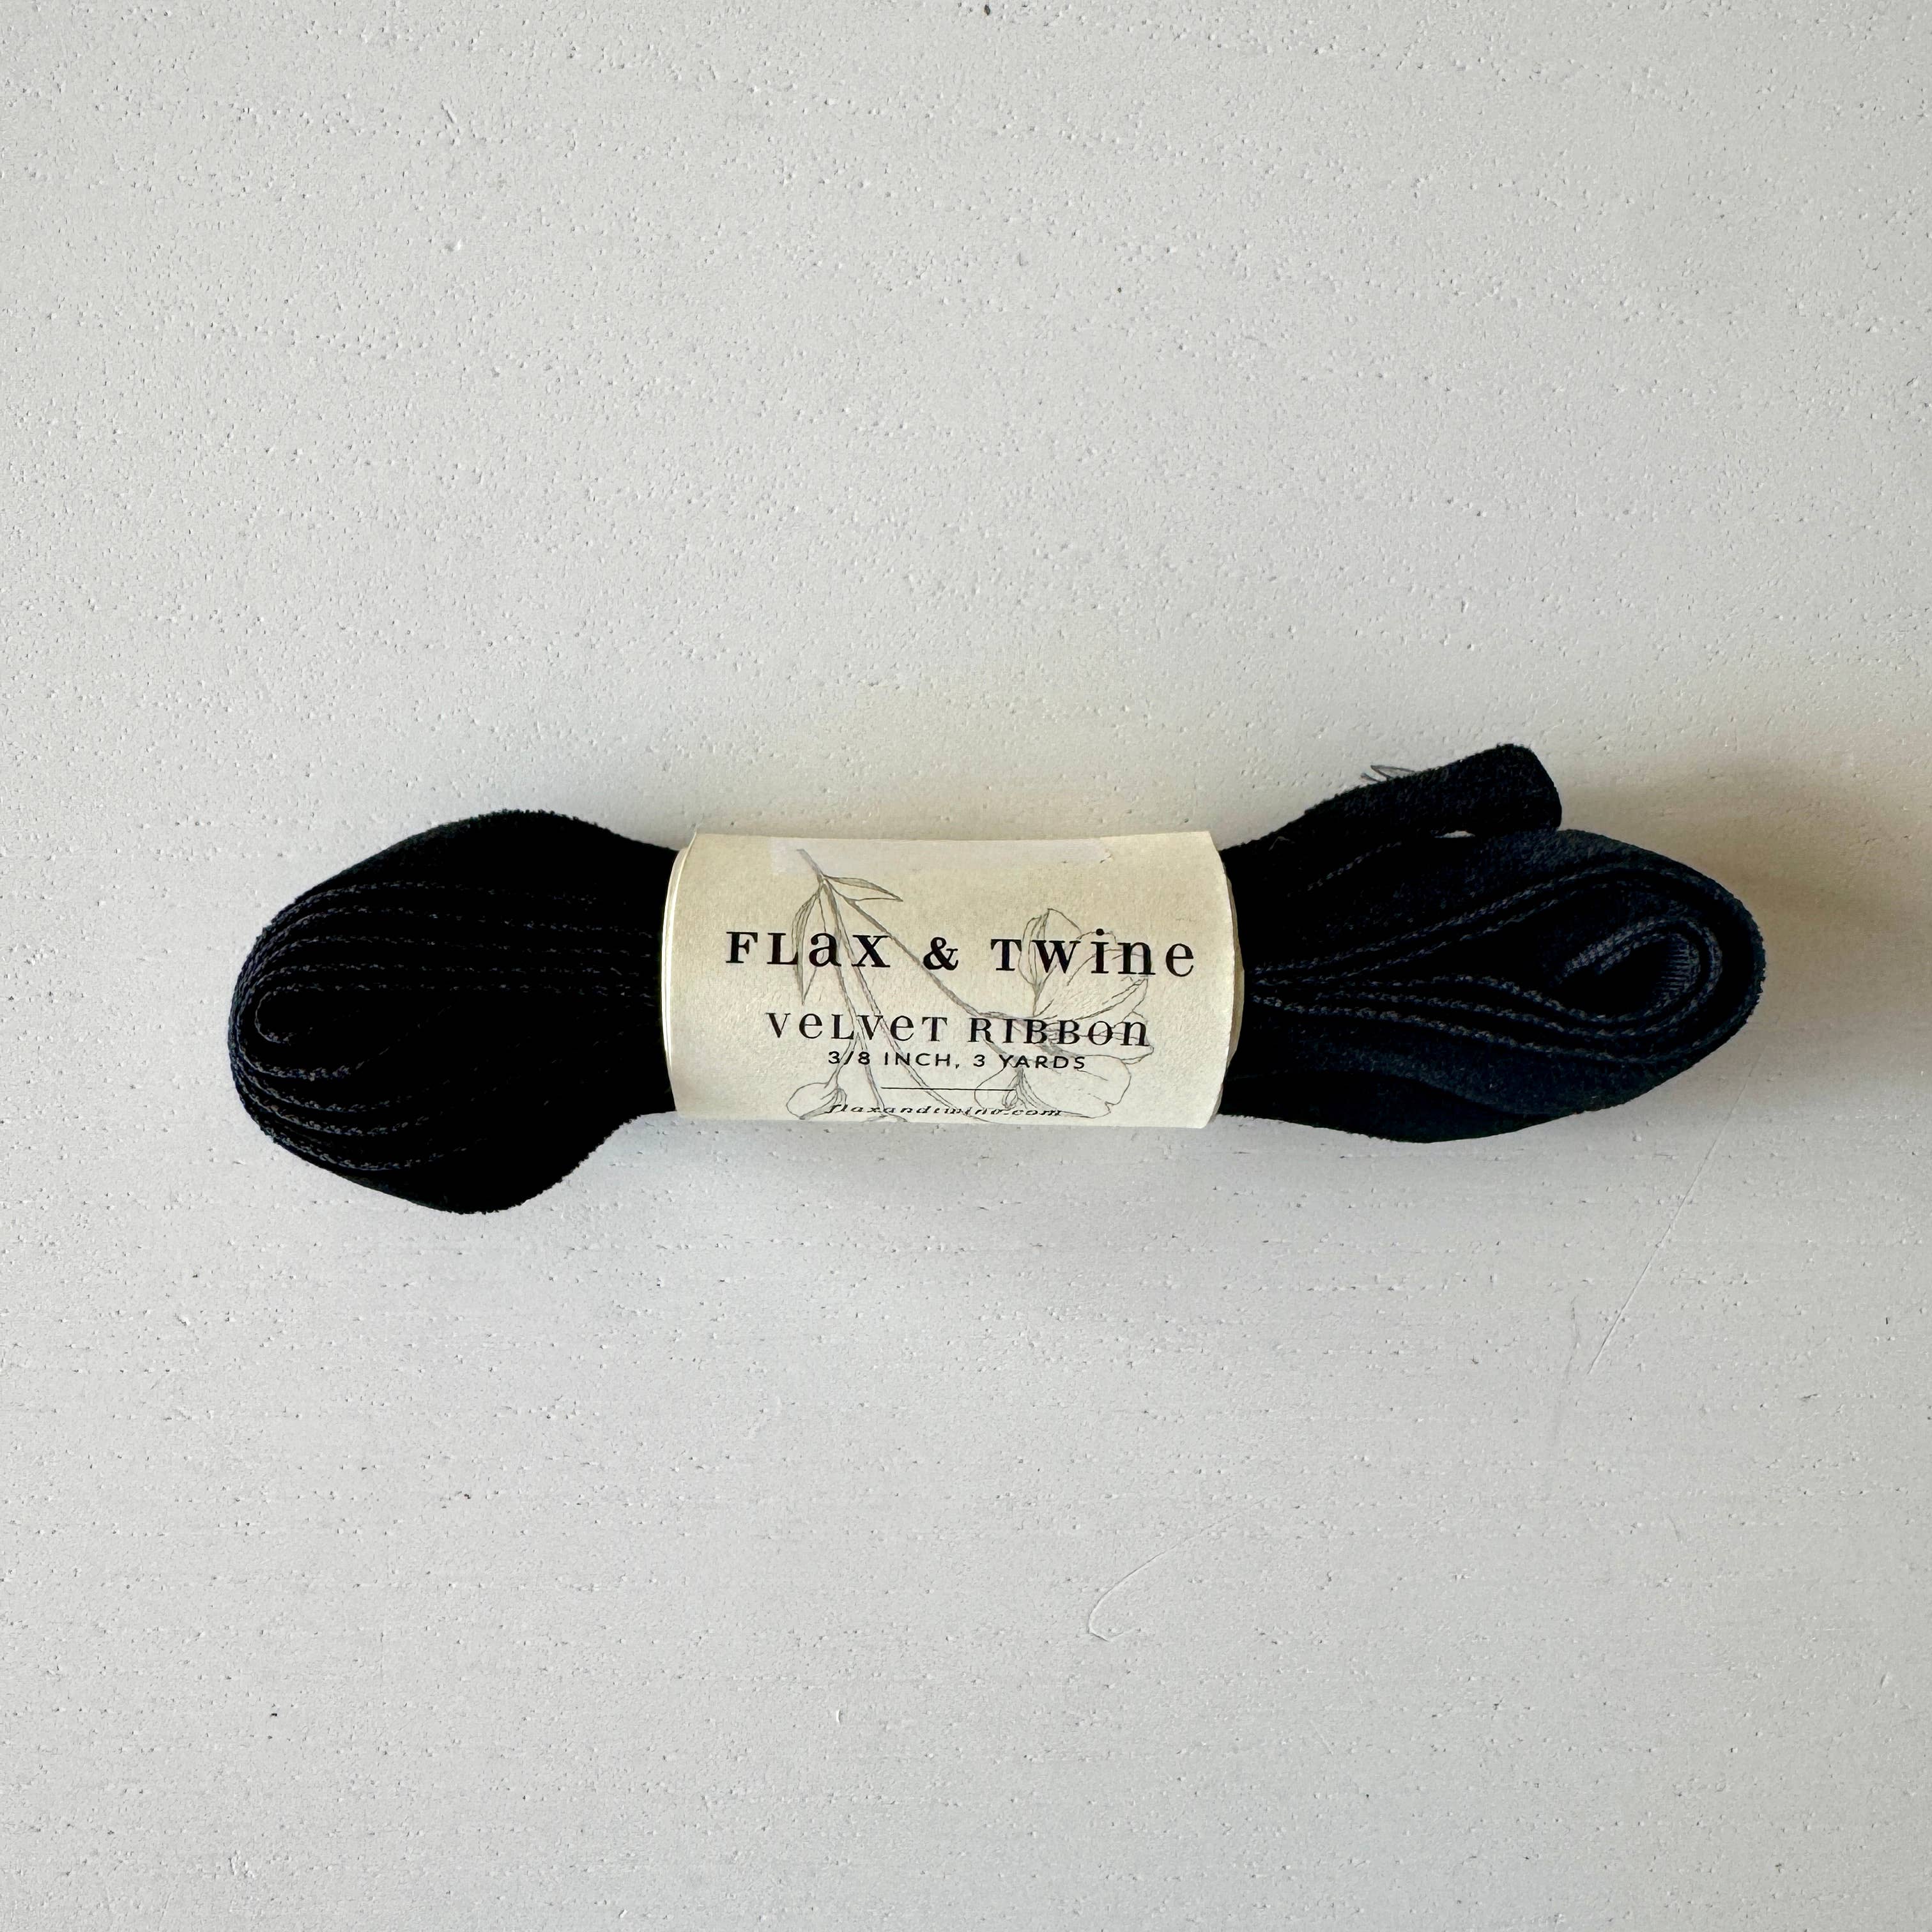 FLax & Twine
VeLVeT RIBBon
3/8 INCH, 3 YARDS
flaxandtwine.com